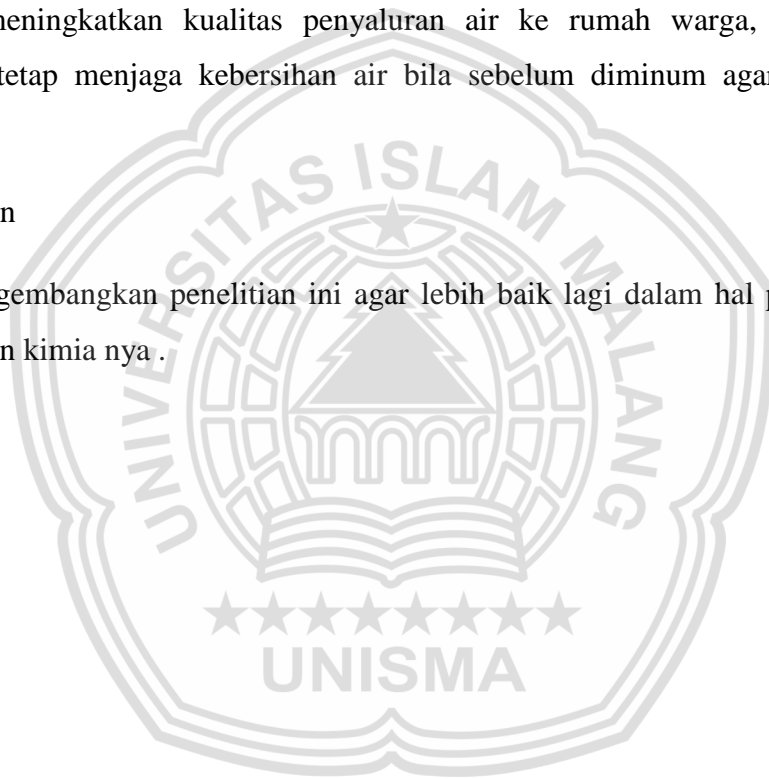 meningkatkan kualitas penyaluran air ke rumah warga,
tetap menjaga kebersihan air bila sebelum diminum agar
n
gembangkan penelitian ini agar lebih baik lagi dalam hal p
n kimia nya .
UNIVERSITAS ISLAM MALANG
UNISMA